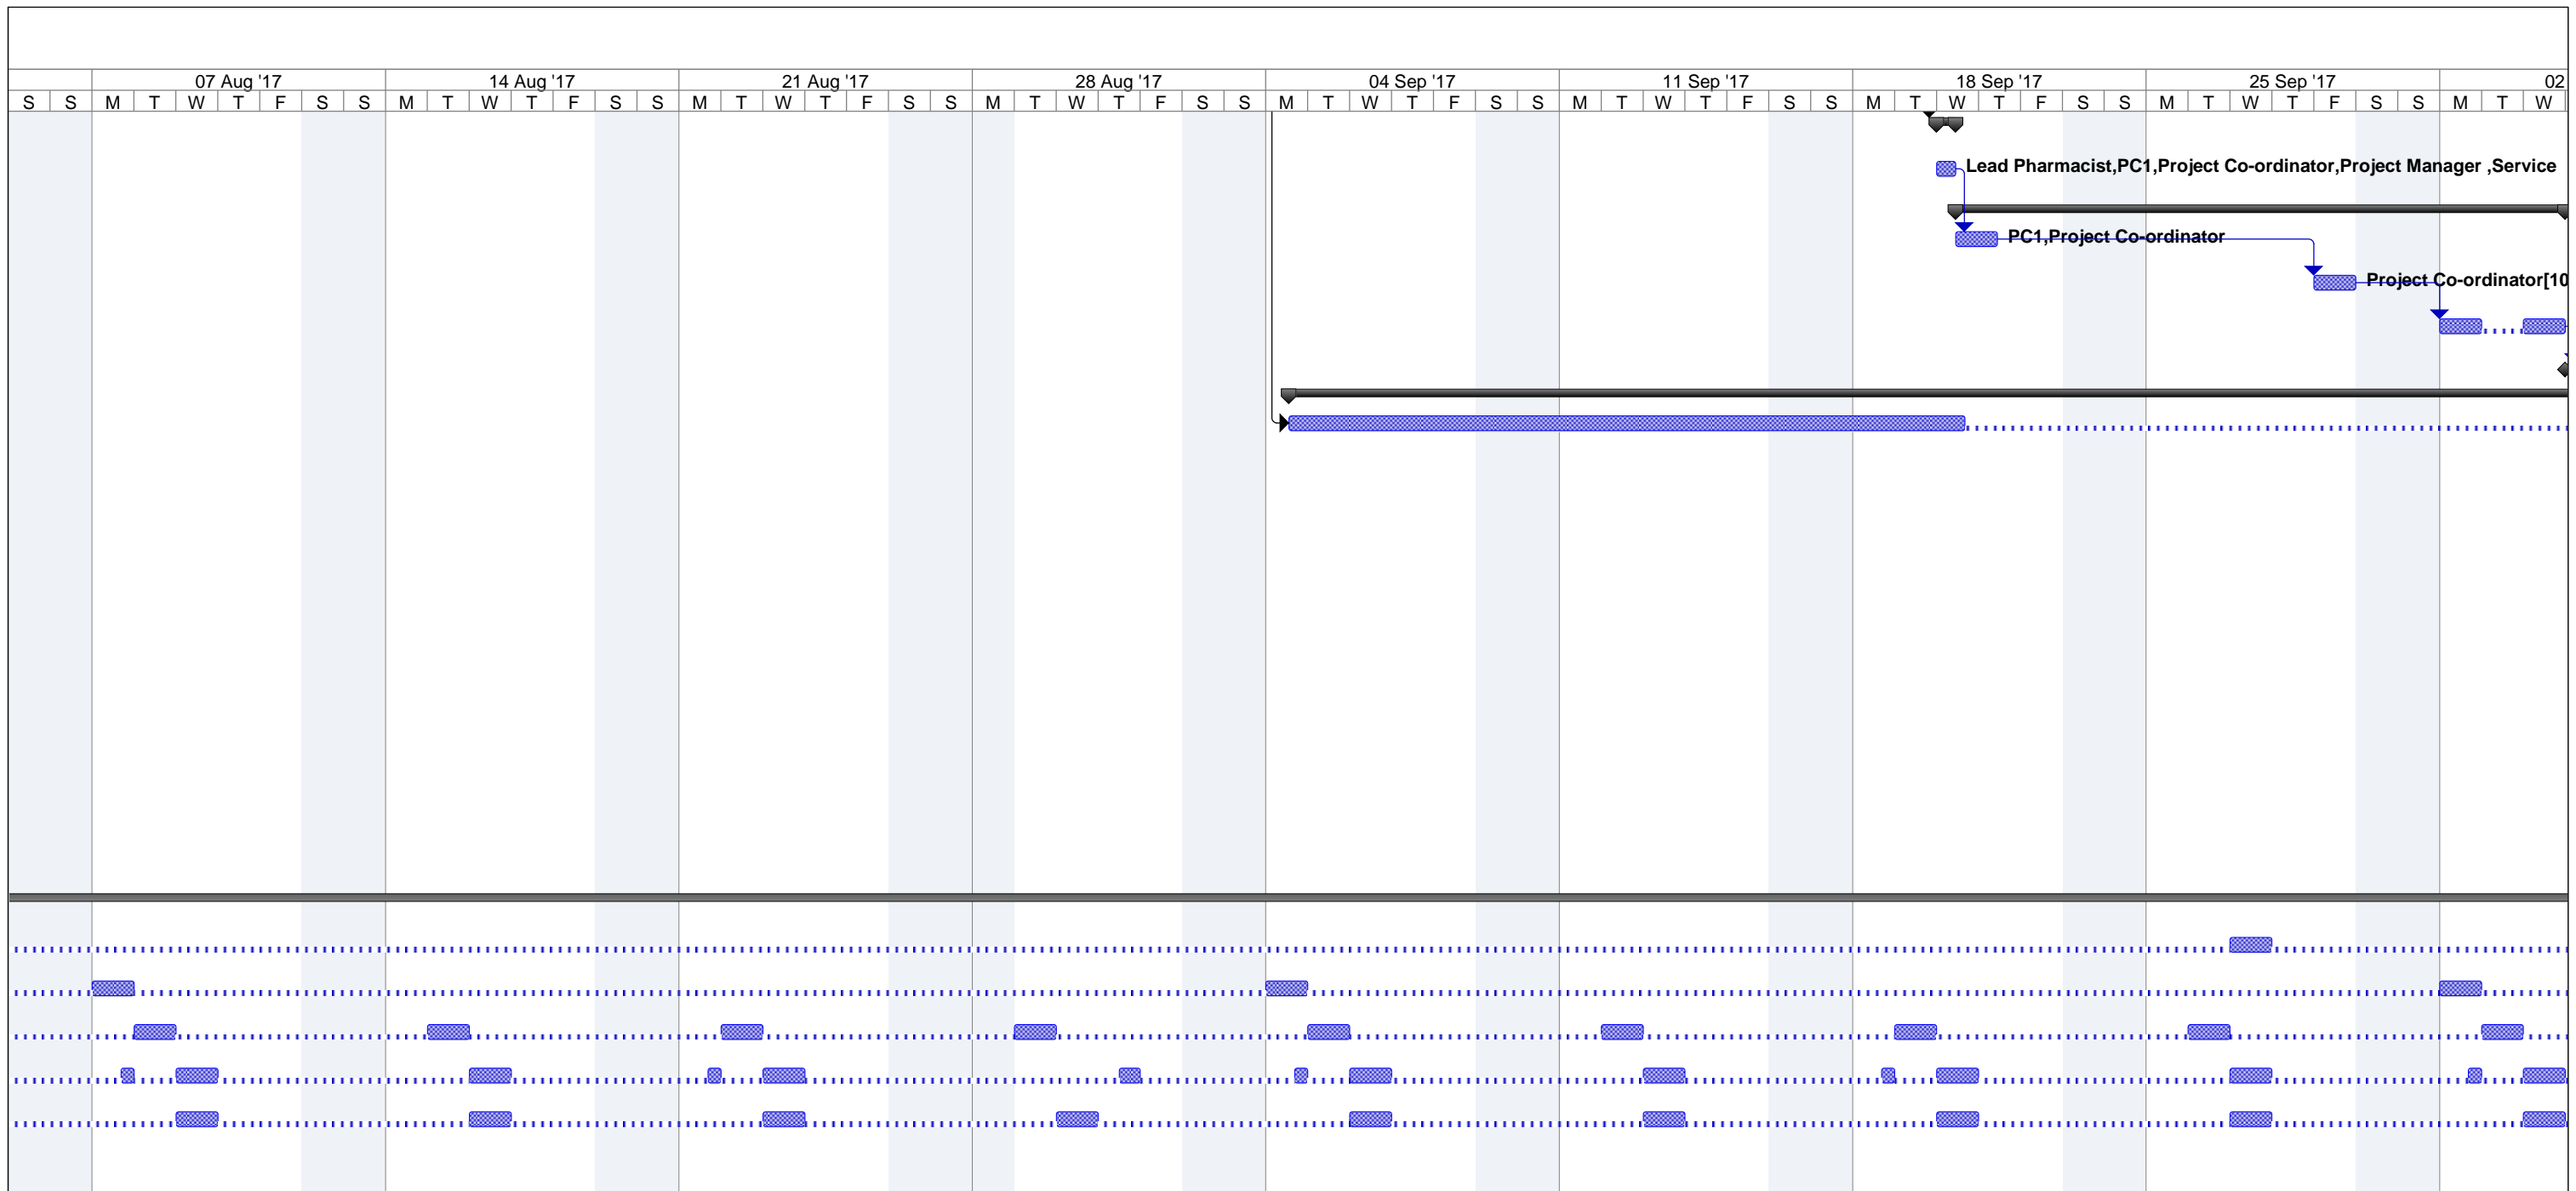 07 Aug '17 14 Aug '17 21 Aug '17 28 Aug '17 04 Sep '17 11 Sep '17 18 Sep '17 25 Sep '17 02
S S M T W T F S S M T W T F S S M T W T F S S M T W T F S S M T W T F S S M T W T F S S M T W T F S S M T W T F S S M T W
Lead Pharmacist,PC1,Project Co-ordinator,Project Manager ,Service
PC1,Project Co-ordinator
Project Co-ordinator[10